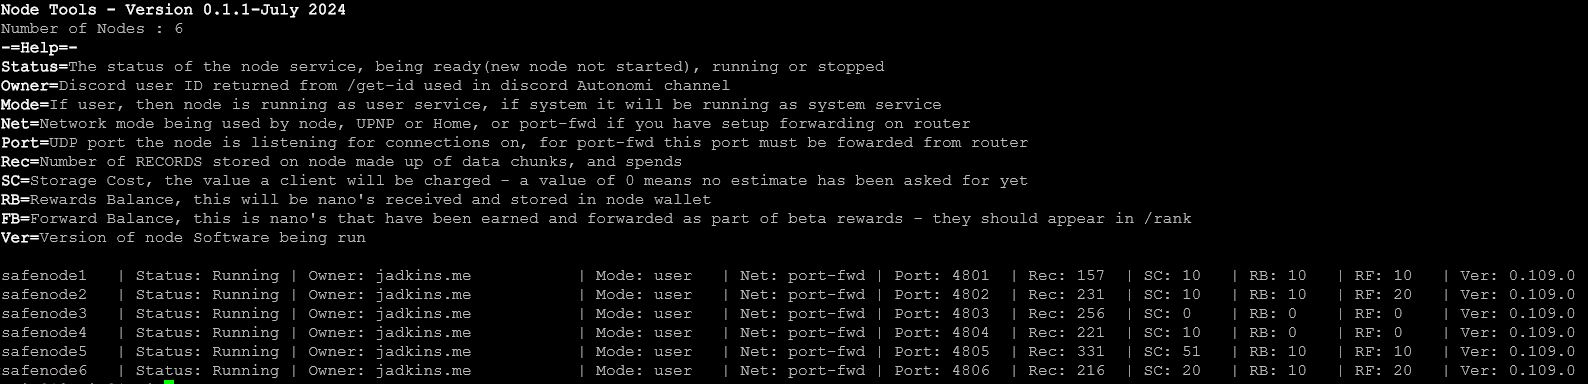 Node Tools - Version 0.1.1-July 2024
Number of Nodes : 6
-=Help=-
Status=The status of the node service, being ready(new node not started), running or stopped
Owner=Discord user ID returned from /get-id used in discord Autonomi channel
Mode=If user, then node is running as user service, if system it will be running as system service
Net=Network mode being used by node, UPNP or Home, or port-fwd if you have setup forwarding on router
Port=UDP port the node is listening for connections on, for port-fwd this port must be fowarded from router
Rec=Number of RECORDS stored on node made up of data chunks, and spends
SC=Storage Cost, the value a client will be charged - a value of 0 means no estimate has been asked for yet
RB=Rewards Balance, this will be nano's received and stored in node wallet
FB=Forward Balance, this is nano's that have been earned and forwarded as part of beta rewards - they should appear in /rank
Ver=Version of node Software being run
safenode1 | Status: Running | Owner: jadkins.me | Mode: user | Net: port-fwd | Port: 4801 | Rec: 157 | SC: 10 | RB: 10 | RF: 10 | Ver: 0.109.0
safenode2 | Status: Running | Owner: jadkins.me | Mode: user | Net: port-fwd | Port: 4802 | Rec: 231 | SC: 10 | RB: 10 | RF: 20 | Ver: 0.109.0
safenode3 | Status: Running | Owner: jadkins.me | Mode: user | Net: port-fwd | Port: 4803 | Rec: 256 | SC: 0 | RB: 0 | RF: 0 | Ver: 0.109.0
safenode4 | Status: Running | Owner: jadkins.me | Mode: user | Net: port-fwd | Port: 4804 | Rec: 221 | SC: 10 | RB: 0 | RF: 0 | Ver: 0.109.0
safenode5 | Status: Running | Owner: jadkins.me | Mode: user | Net: port-fwd | Port: 4805 | Rec: 331 | SC: 51 | RB: 10 | RF: 10 | Ver: 0.109.0
safenode6 | Status: Running | Owner: jadkins.me | Mode: user | Net: port-fwd | Port: 4806 | Rec: 216 | SC: 20 | RB: 10 | RF: 20 | Ver: 0.109.0